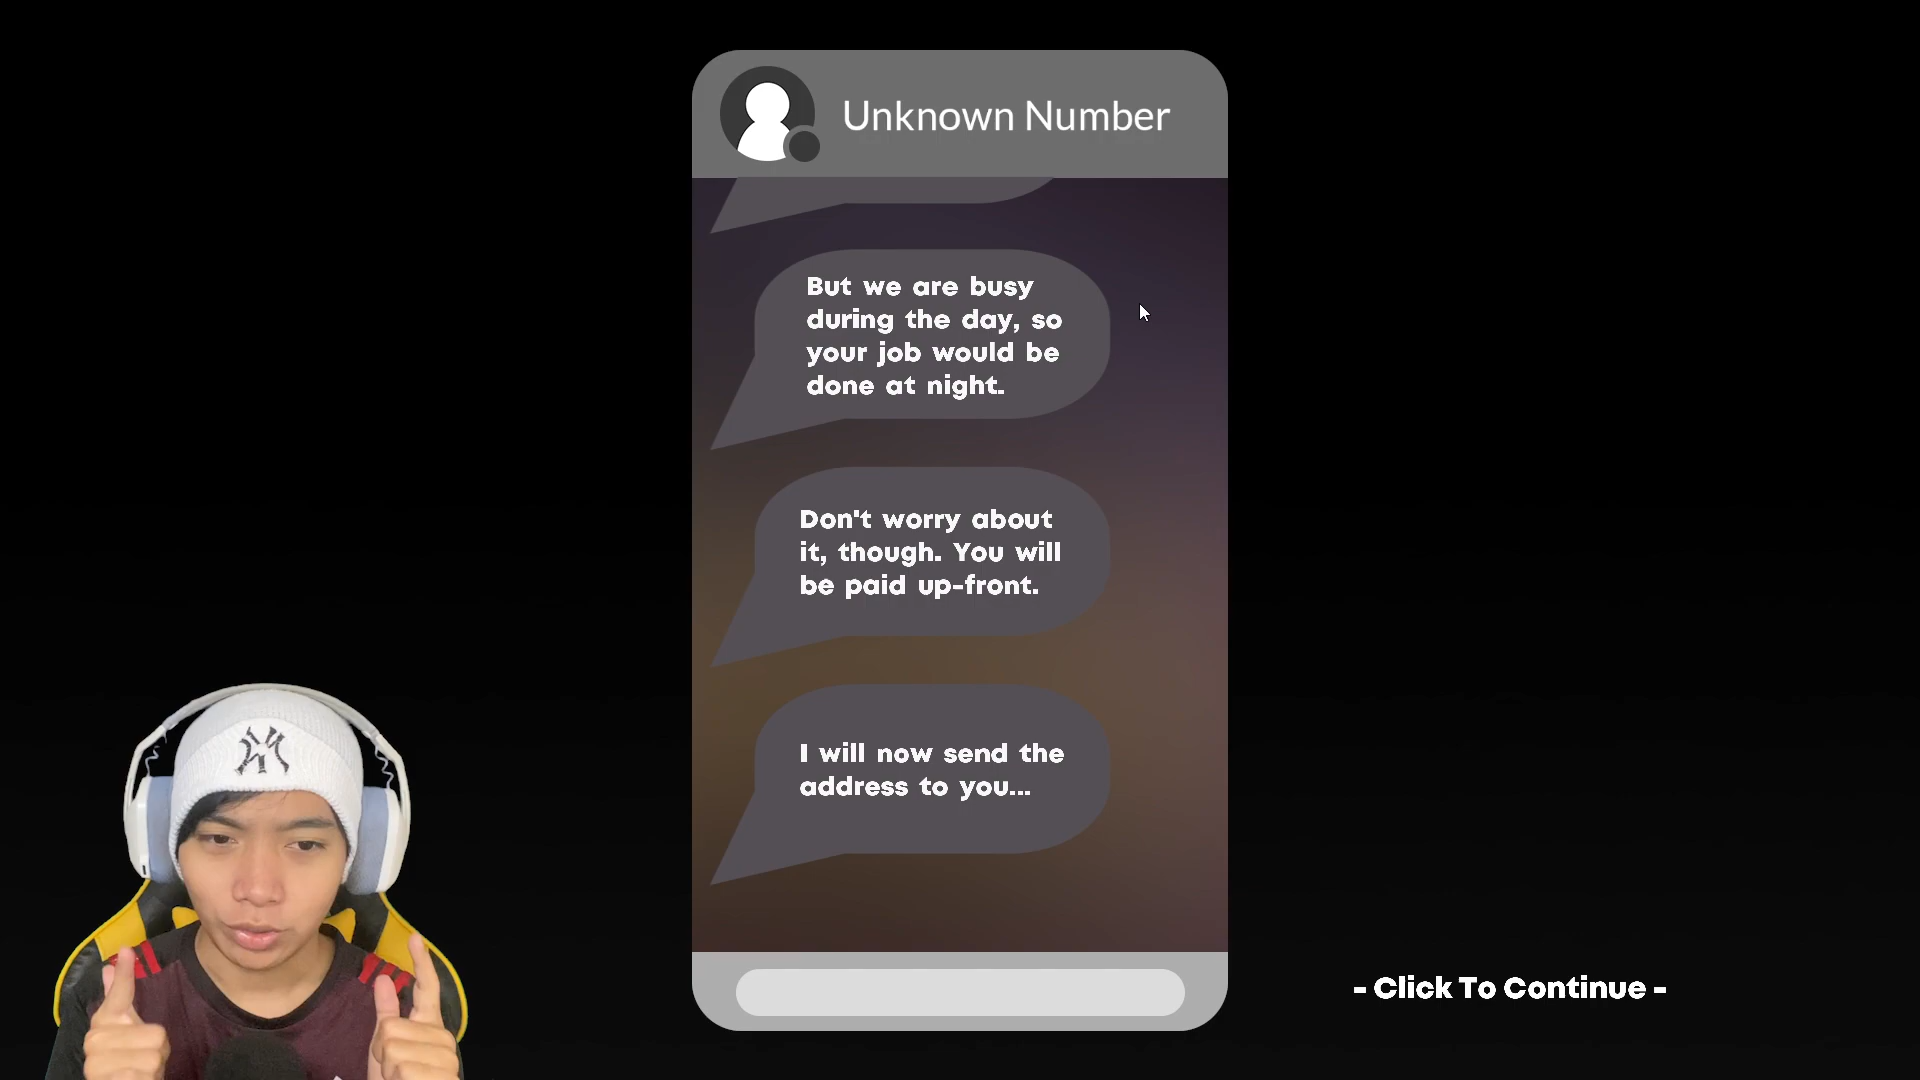 Unknown Number
But we are busy
during the day, so
your job would be
done at night.
Don't worry about
it, though. You will
be paid up-front.
I will now send the
address to you...
- Click To Continue -
NY